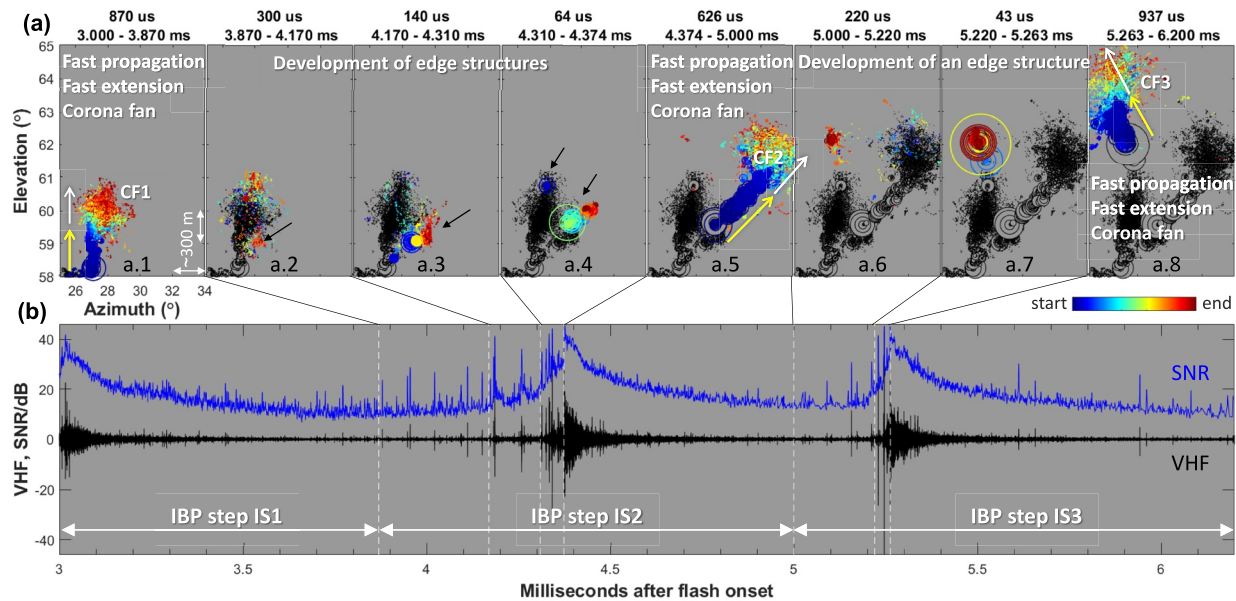 (a)
870 us
3.000 - 3.870 ms
300 us
3.870 - 4.170 ms
140 us
4.170 - 4.310 ms
64 us
4.310 - 4.374 ms
626 us
4.374 - 5.000 ms
220 us
5.000 - 5.220 ms
43 us
5.220 - 5.263 ms
937 us
5.263 - 6.200 ms
Elevation (°)
65
64
63
62
61
60
59
58
Fast propagation
Fast extension
Corona fan
Development of edge structures
Fast propagation
Fast extension
Corona fan
Development of an edge structure
CF1
~300 m
CF2
CF3
Fast propagation
Fast extension
Corona fan
a.1
a.2
a.3
a.4
a.5
a.6
a.7
a.8
25 28 30 32 34
Azimuth (°)
start
end
(b)
VHF, SNR/dB
40
20
0
-20
-40
SNR
VHF
IBP step IS1
IBP step IS2
IBP step IS3
3 3.5 4 4.5 5 5.5 6
Milliseconds after flash onset